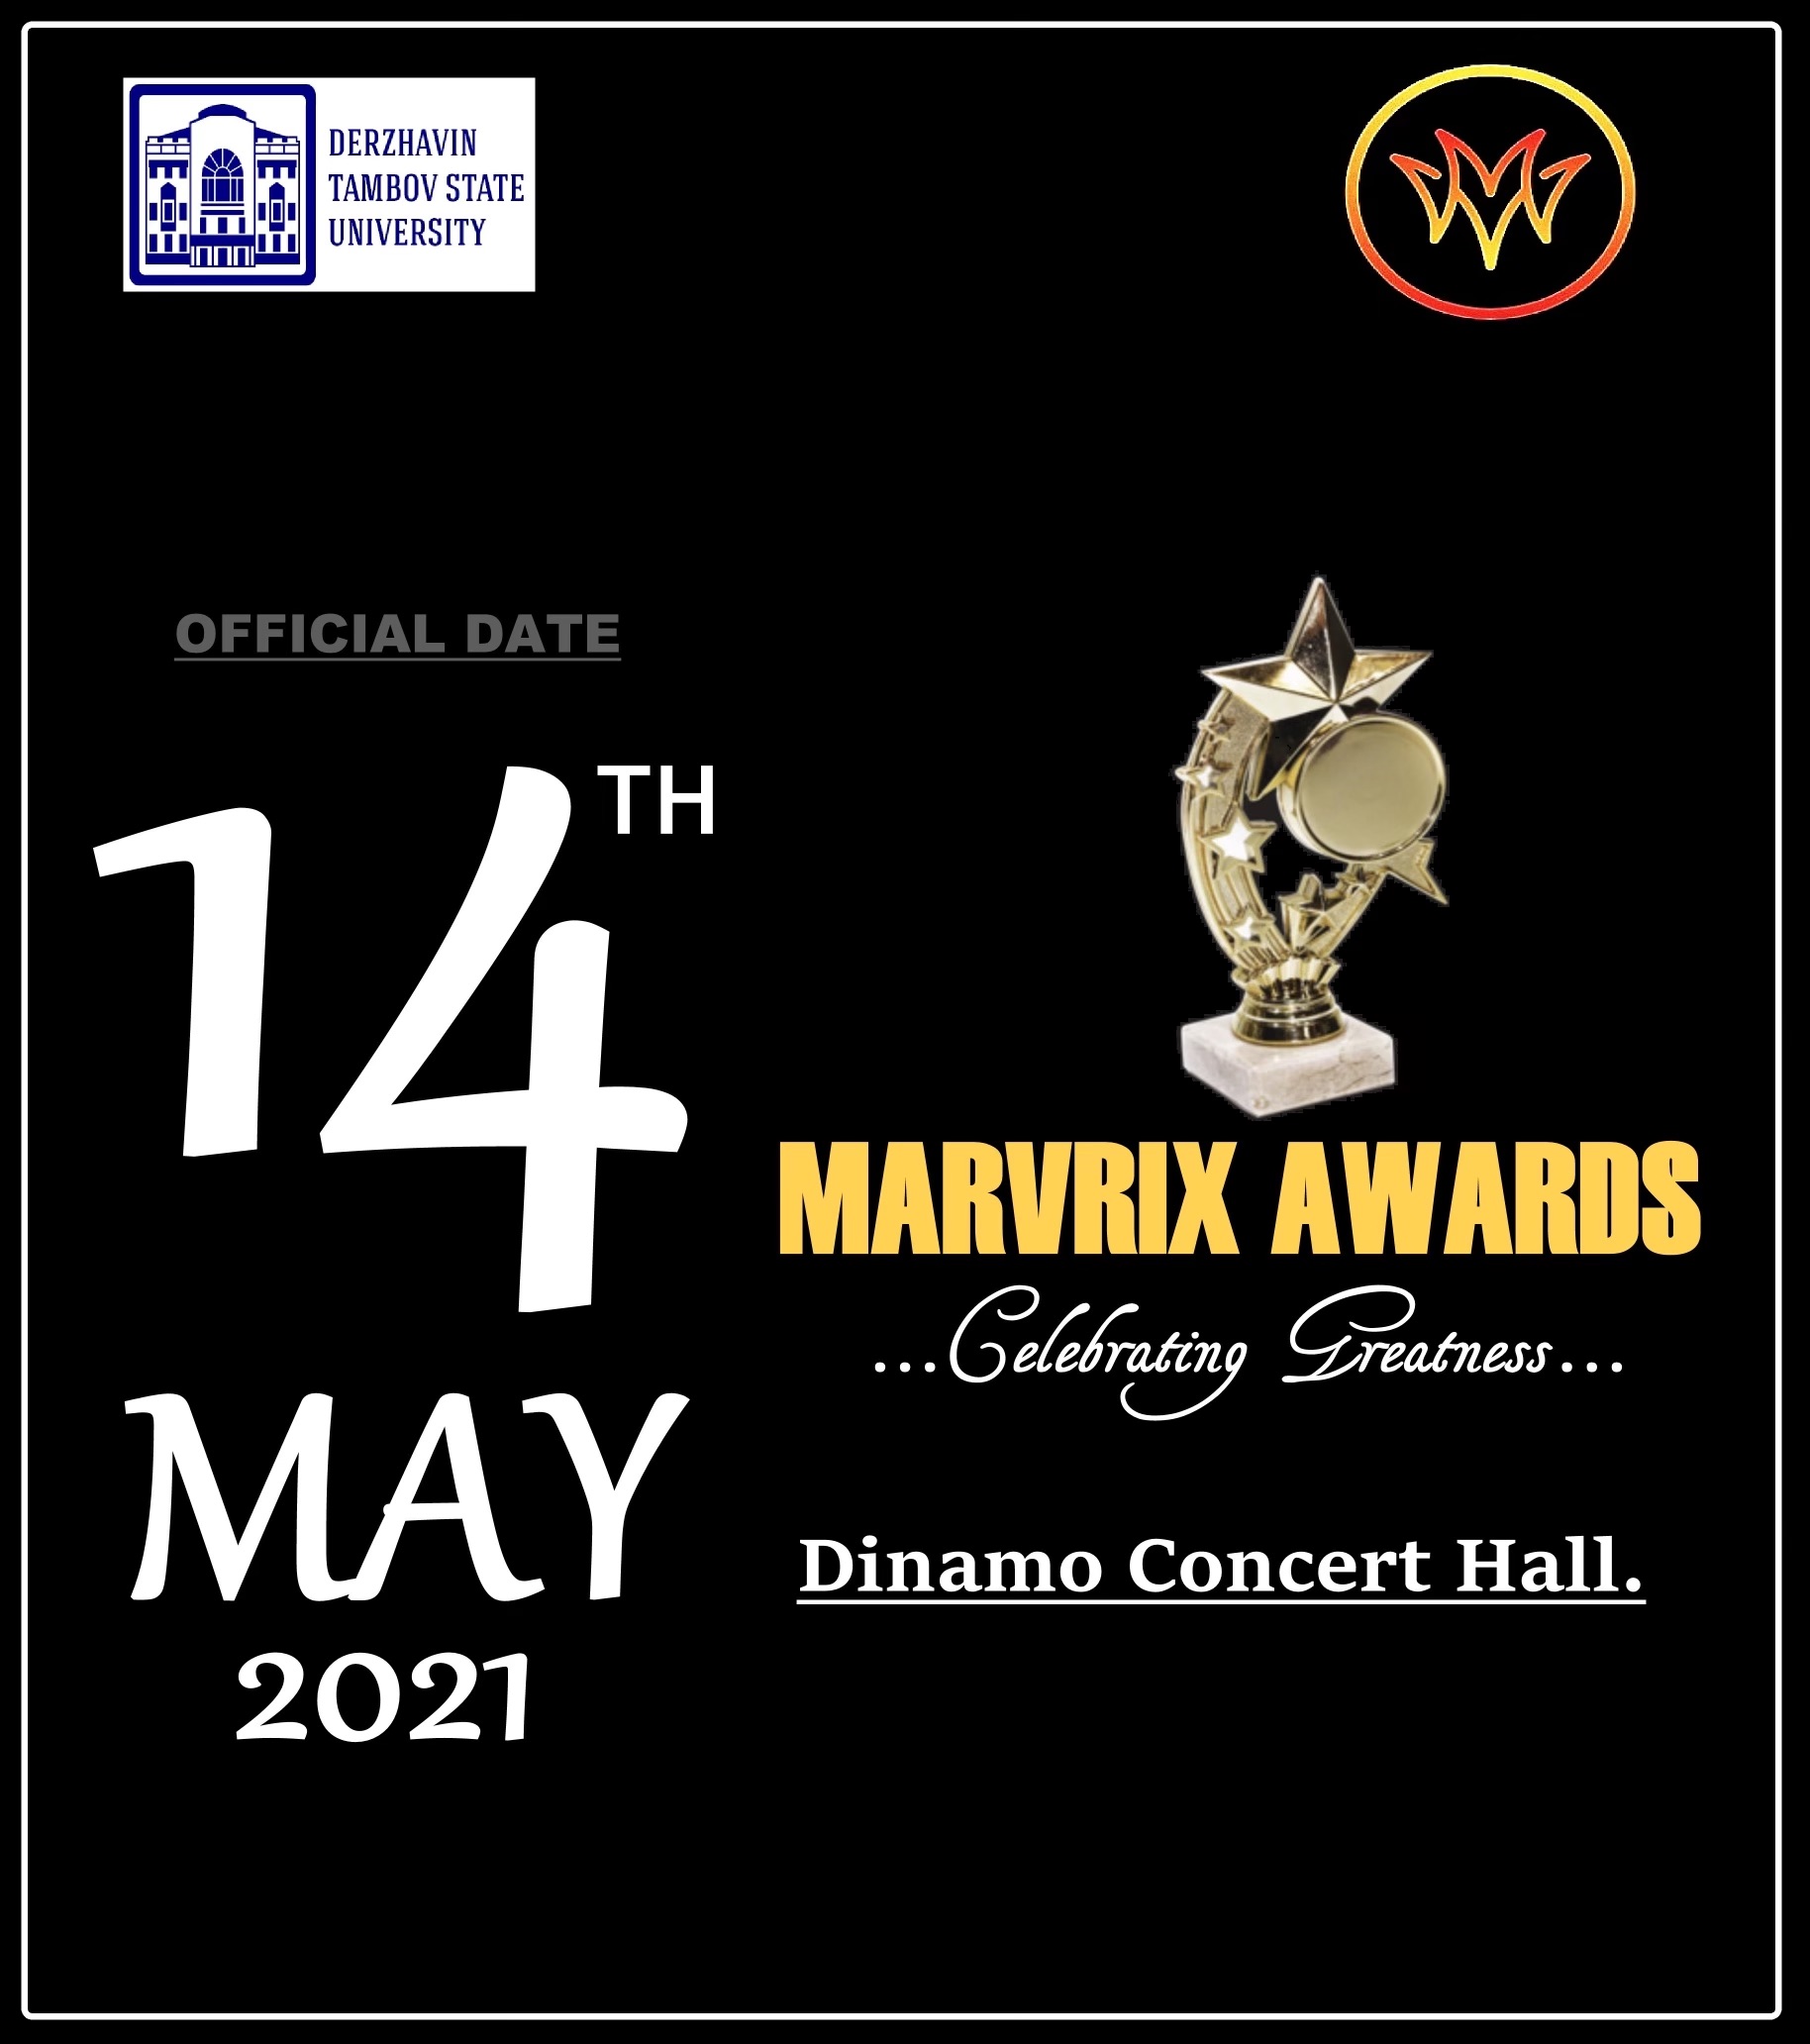 DERZHAVIN
TAMBOV STATE
UNIVERSITY
OFFICIAL DATE
14TH
MAY
2021
MARVRIX AWARDS
...Celebrating Greatness...
Dinamo Concert Hall.